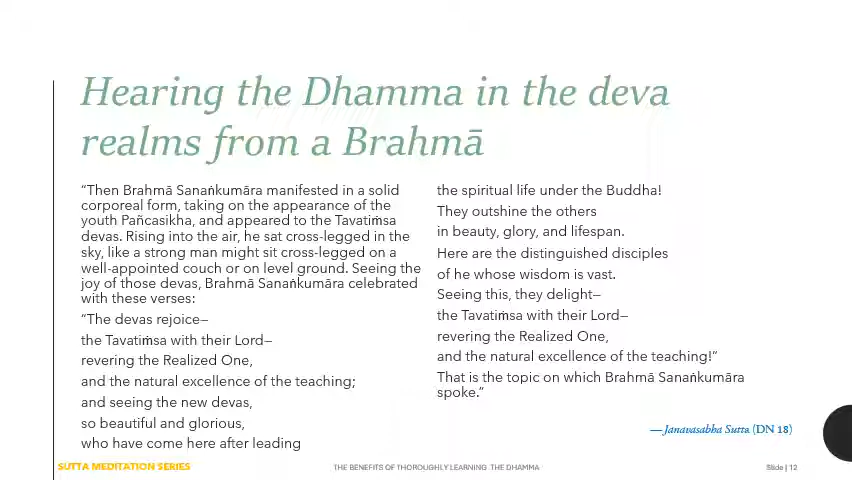 Hearing the Dhamma in the deva
realms from a Brahmā
“Then Brahmā Sanaṅkumāra manifested in a solid
corporeal form, taking on the appearance of the
youth Pañcasikha, and appeared to the Tavatiṁsa
devas. Rising into the air, he sat cross-legged in the
sky, like a strong man might sit cross-legged on a
well-appointed couch or on level ground. Seeing the
joy of those devas, Brahmā Sanaṅkumāra celebrated
with these verses:
“The devas rejoice—
the Tavatiṁsa with their Lord—
revering the Realized One,
and the natural excellence of the teaching;
and seeing the new devas,
so beautiful and glorious,
who have come here after leading
the spiritual life under the Buddha!
They outshine the others
in beauty, glory, and lifespan.
Here are the distinguished disciples
of he whose wisdom is vast.
Seeing this, they delight—
the Tavatiṁsa with their Lord—
revering the Realized One,
and the natural excellence of the teaching!”
That is the topic on which Brahmā Sanaṅkumāra
spoke.”
— Janavasabha Sutta (DN 18)
SUTTA MEDITATION SERIES
THE BENEFITS OF THOROUGHLY LEARNING THE DHAMMA
Slide | 12